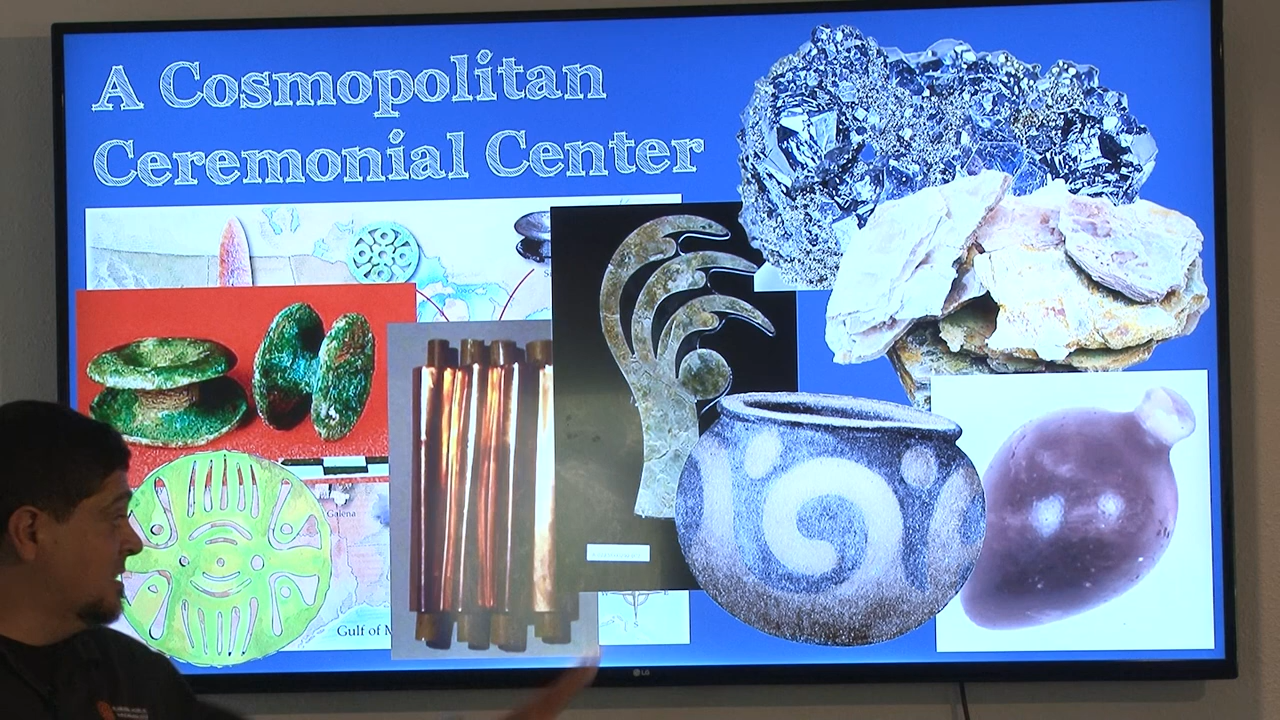 A Cosmopolitan
Ceremonial Center
Galena
Gulf of M
LG